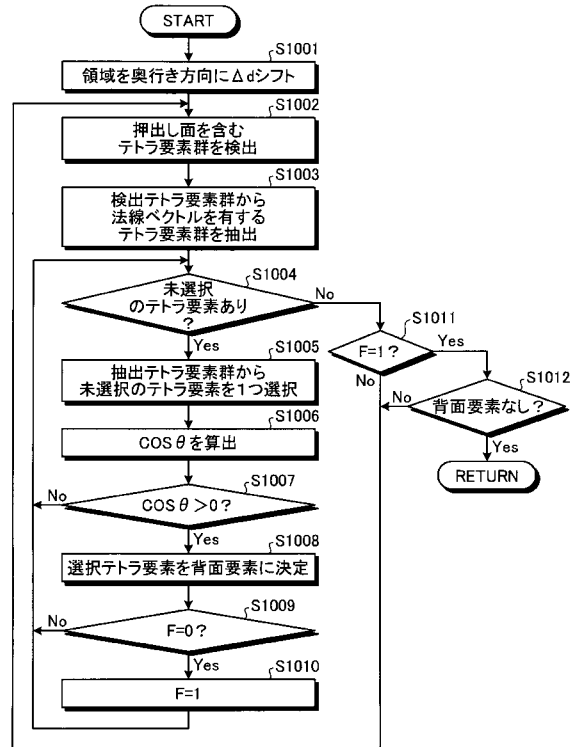 START
S1001
領域を奥行き方向にΔdシフト
S1002
押出し面を含む
テトラ要素群を検出
S1003
検出テトラ要素群から
法線ベクトルを有する
テトラ要素群を抽出
S1004
未選択
のテトラ要素あり
?
No
Yes
S1011
F=1?
Yes
No
S1012
背面要素なし?
No
Yes
RETURN
S1005
抽出テトラ要素群から
未選択のテトラ要素を1つ選択
S1006
COSθを算出
S1007
COSθ>0?
No
Yes
S1008
選択テトラ要素を背面要素に決定
S1009
F=0?
No
Yes
S1010
F=1